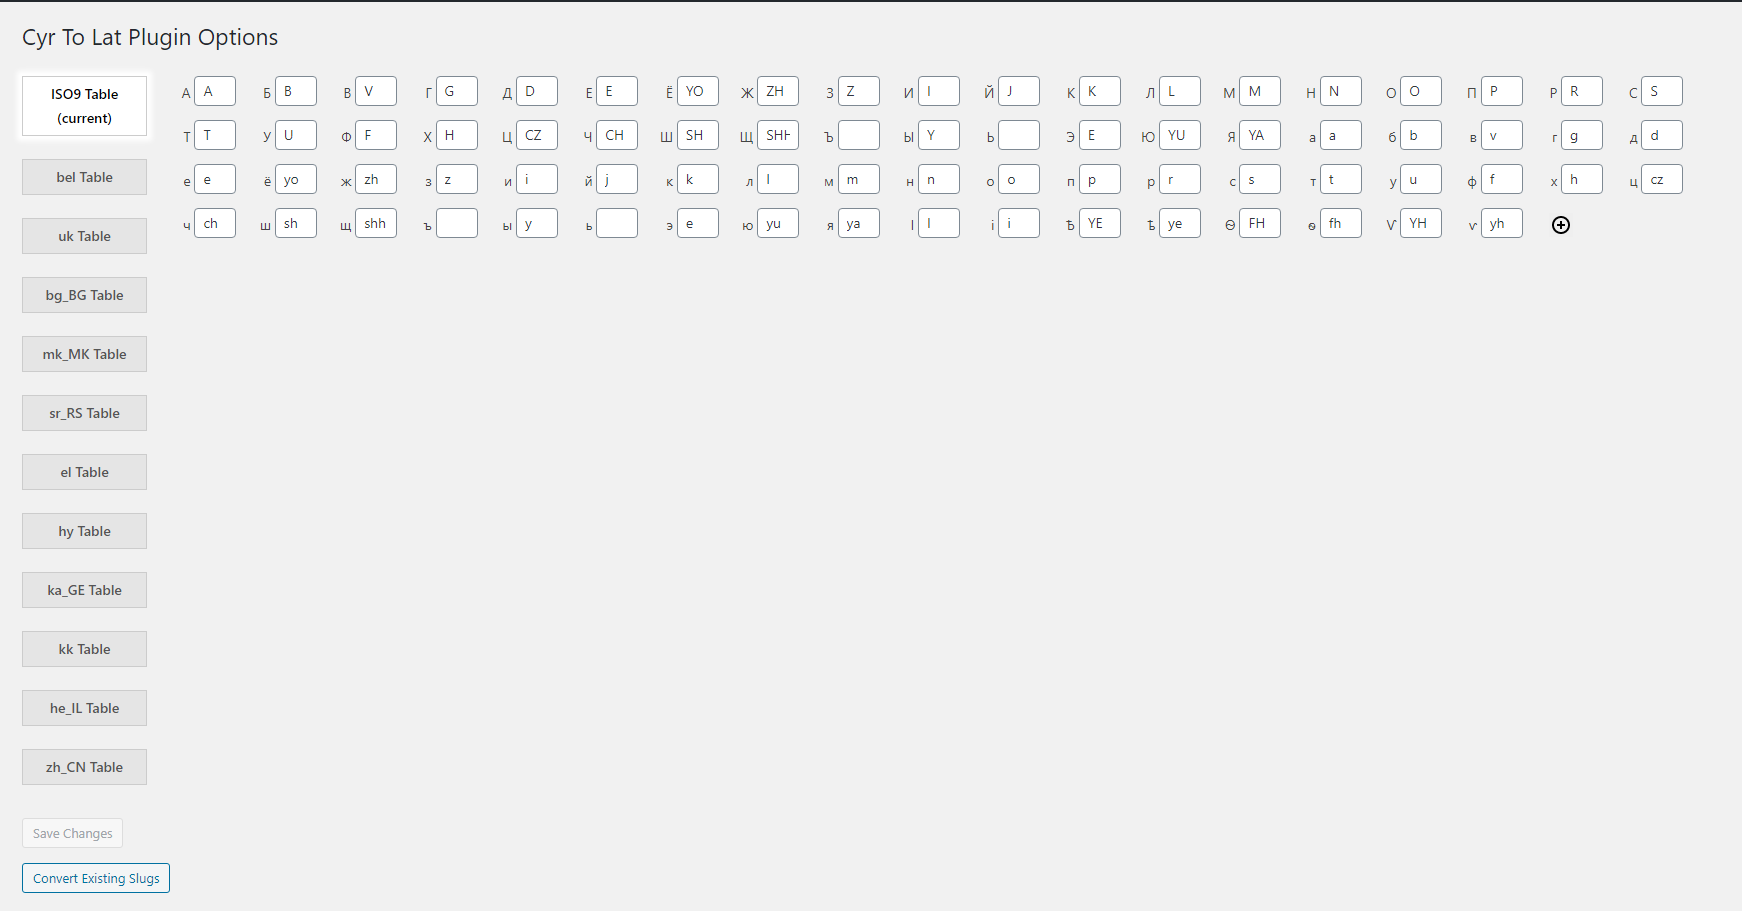 Cyr To Lat Plugin Options
ISO9 Table
(current)
bel Table
uk Table
bg_BG Table
mk_MK Table
sr_RS Table
el Table
hy Table
ka_GE Table
kk Table
he_IL Table
zh_CN Table
Save Changes
Convert Existing Slugs
А A Б B В V Г G Д D Е E Ё YO Ж ZH З Z И I Й J К K Л L М M Н N О O П P Р R С S
Т T У U Ф F Х H Ц CZ Ч CH Ш SH Щ SHH Ъ Ы Y Ь Э E Ю YU Я YA а a б b в v г g д d
е e ё yo ж zh з z и i й j к k л l м m н n о o п p р r с s т t у u ф f х h ц cz
ч ch ш sh щ shh ъ ы y ь э e ю yu я ya І I і i Ѣ YE ѣ ye Ѳ FH ѳ fh Ѵ YH ѵ yh